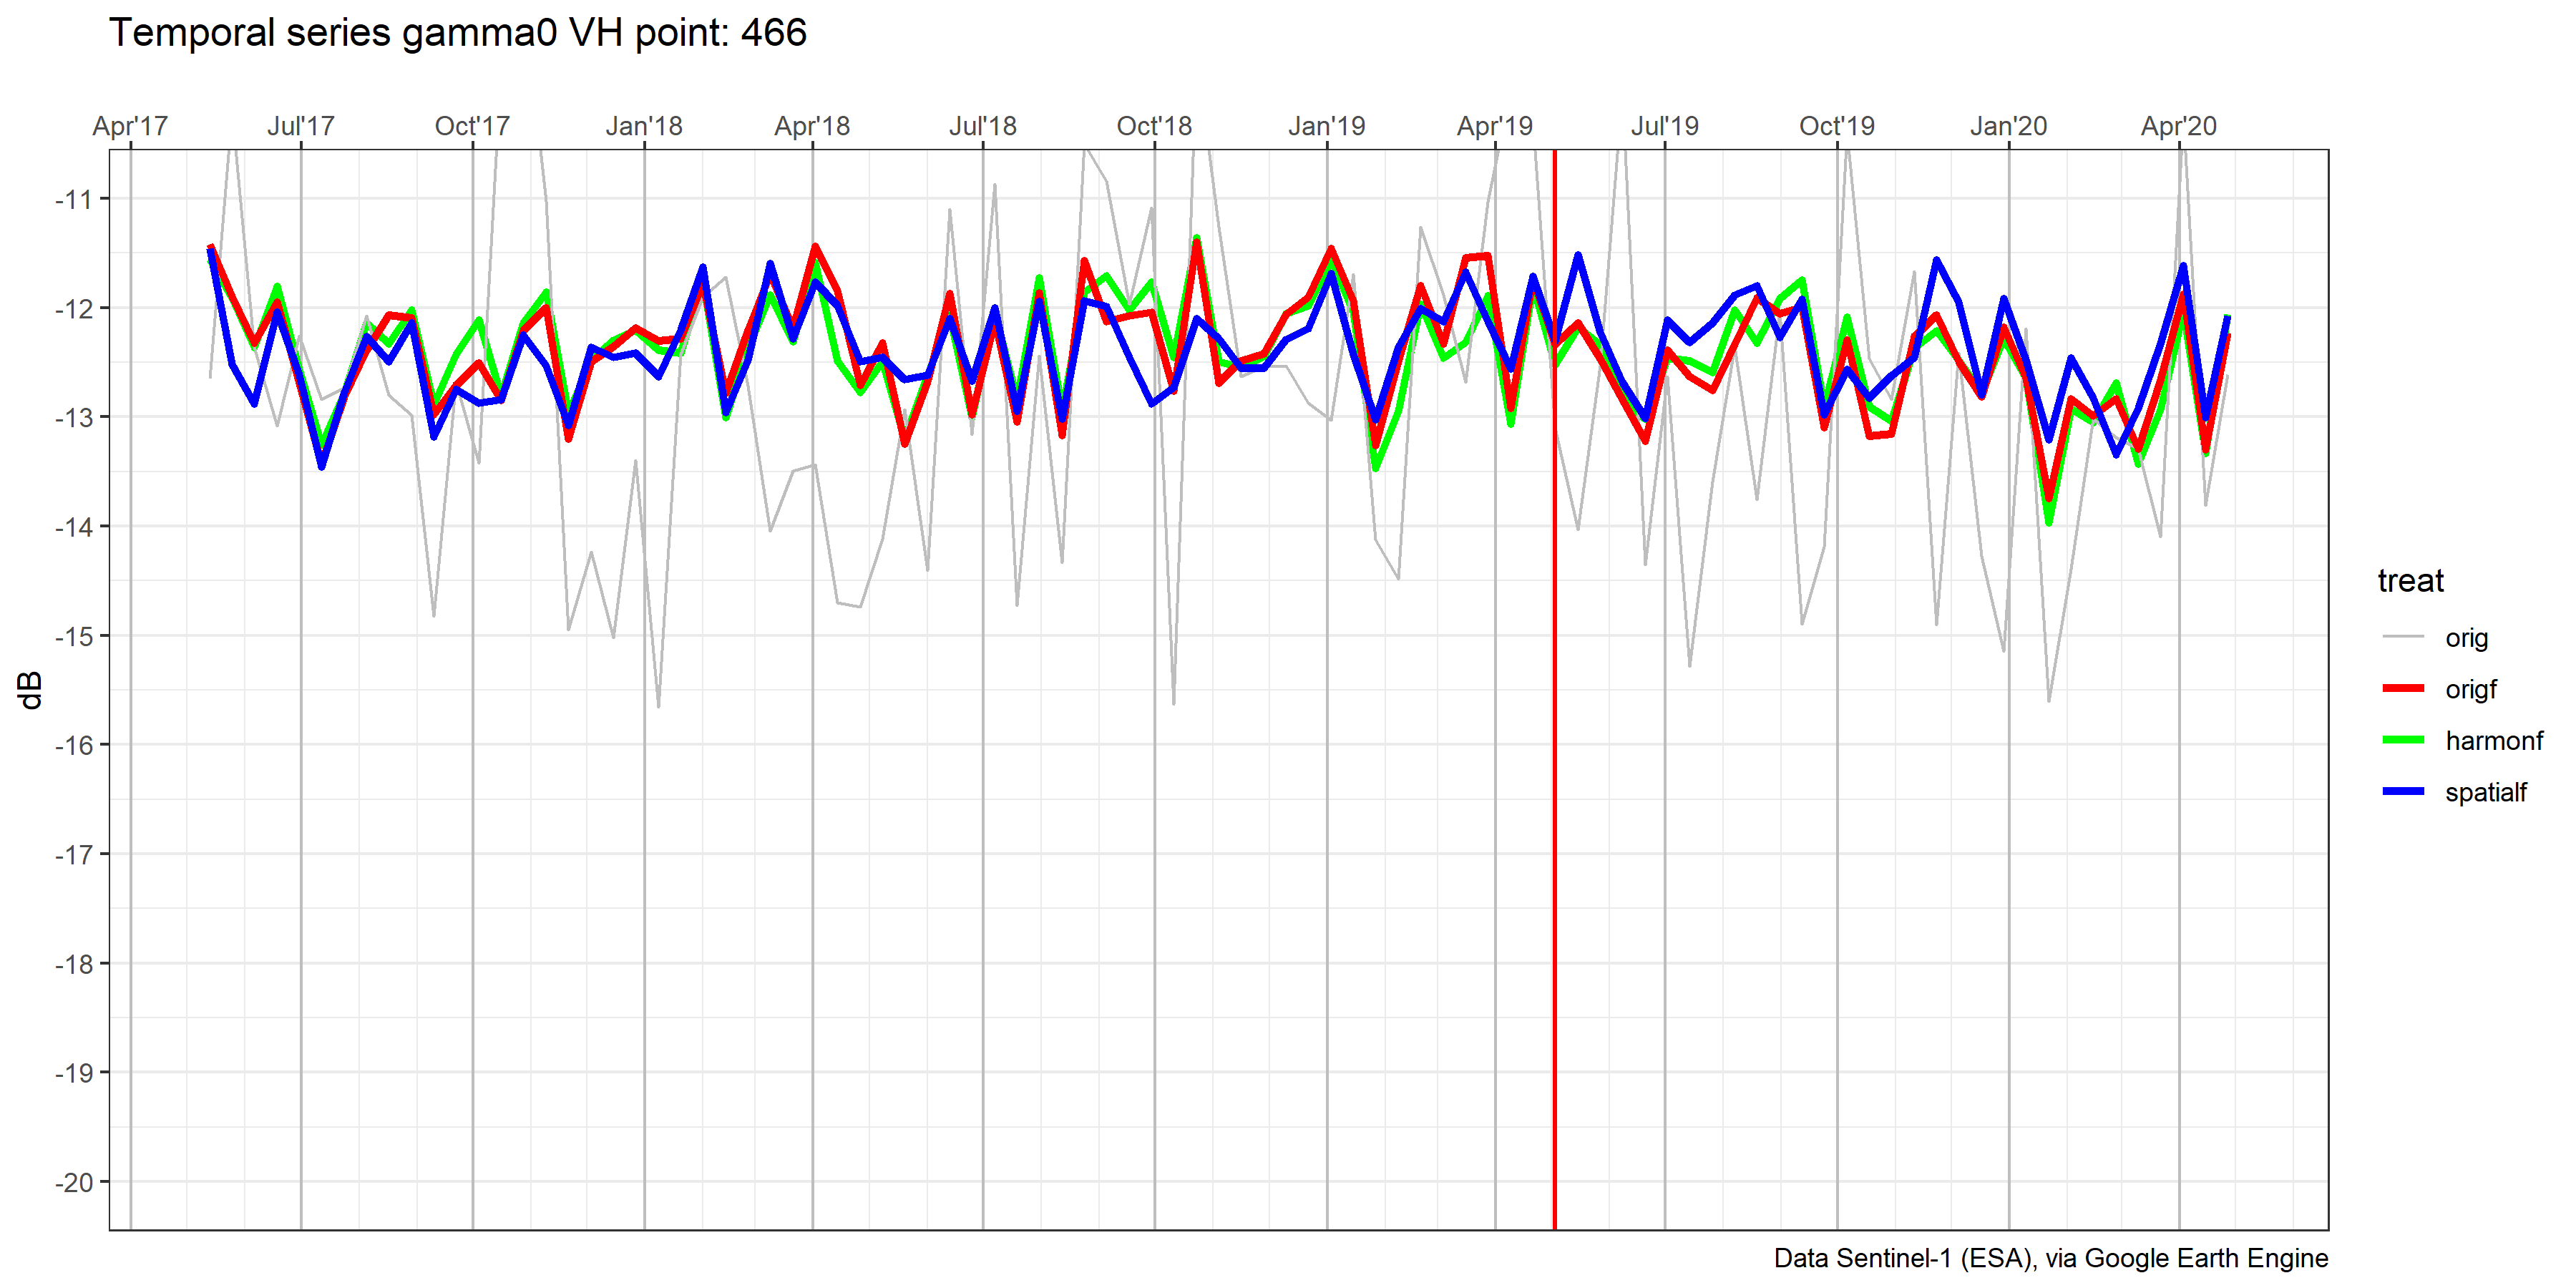 Temporal series gamma0 VH point: 466
Apr'17 Jul'17 Oct'17 Jan'18 Apr'18 Jul'18 Oct'18 Jan'19 Apr'19 Jul'19 Oct'19 Jan'20 Apr'20
-11
-12
-13
-14
-15
-16
-17
-18
-19
-20
dB
treat
orig
origf
harmonf
spatialf
Data Sentinel-1 (ESA), via Google Earth Engine